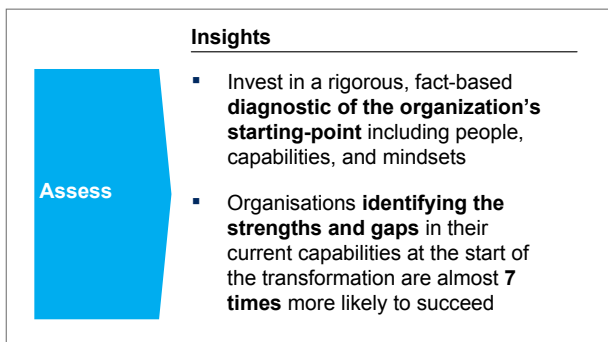 Insights
▪ Invest in a rigorous, fact-based
diagnostic of the organization's
starting-point including people,
capabilities, and mindsets
Assess
▪ Organisations identifying the
strengths and gaps in their
current capabilities at the start of
the transformation are almost 7
times more likely to succeed